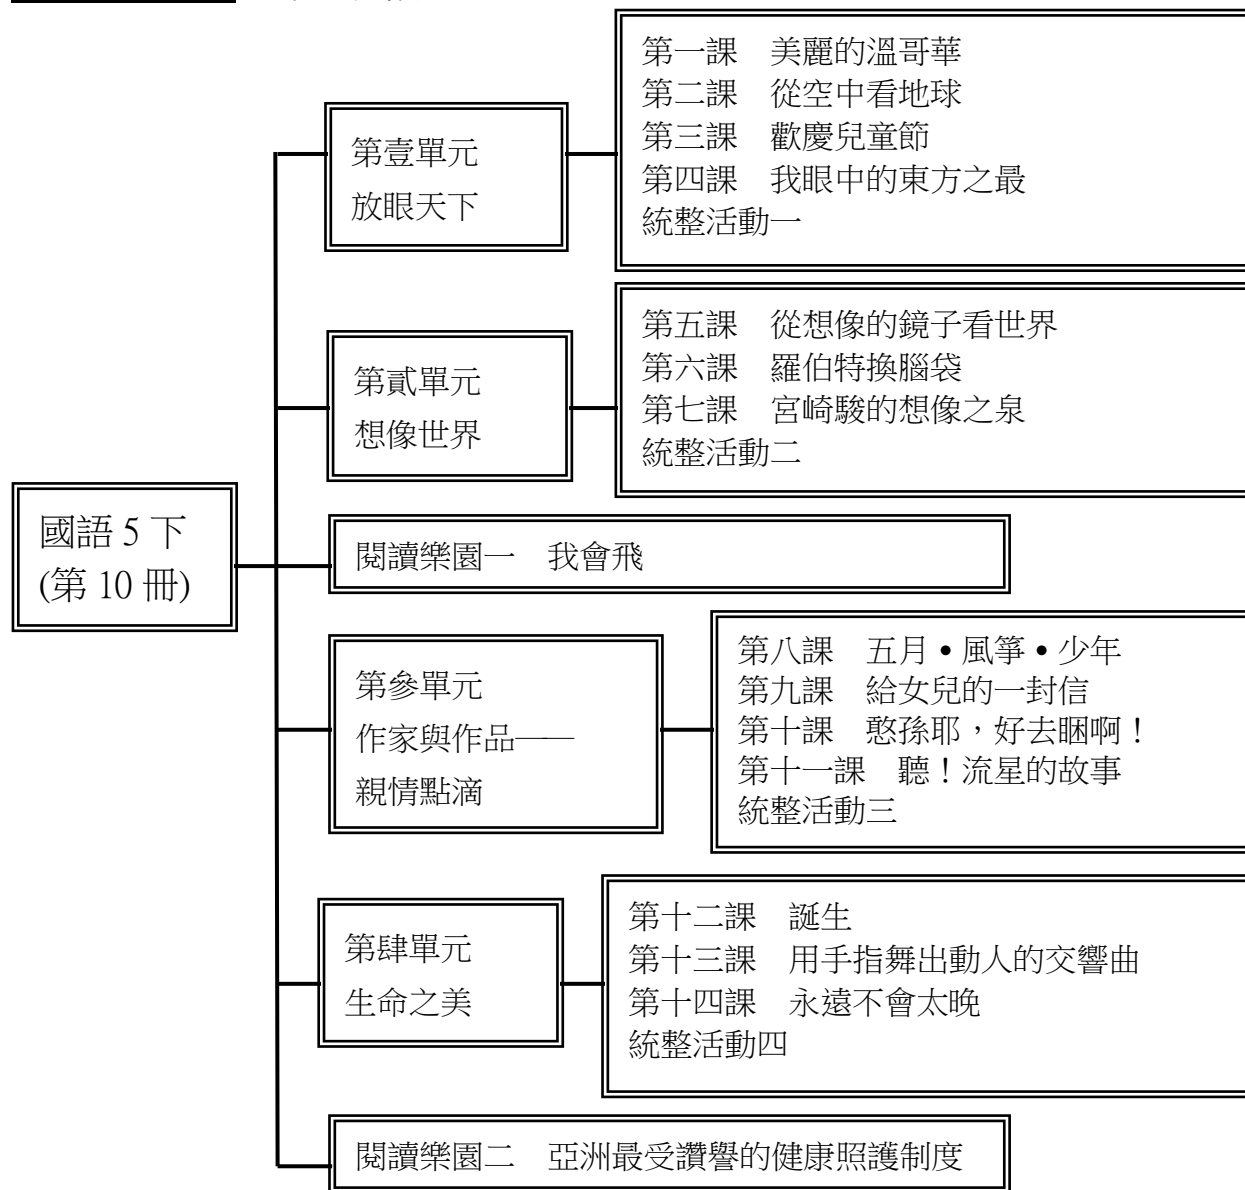 第一課　美麗的溫哥華
第二課　從空中看地球
第三課　歡慶兒童節
第四課　我眼中的東方之最
統整活動一
第壹單元
放眼天下
第五課　從想像的鏡子看世界
第六課　羅伯特換腦袋
第七課　宮崎駿的想像之泉
統整活動二
第貳單元
想像世界
國語 5 下
(第 10 冊)
閱讀樂園一　我會飛
第八課　五月•風箏•少年
第九課　給女兒的一封信
第十課　憨孫耶，好去睏啊！
第十一課　聽！流星的故事
統整活動三
第參單元
作家與作品——
親情點滴
第十二課　誕生
第十三課　用手指舞出動人的交響曲
第十四課　永遠不會太晚
統整活動四
第肆單元
生命之美
閱讀樂園二　亞洲最受讚譽的健康照護制度